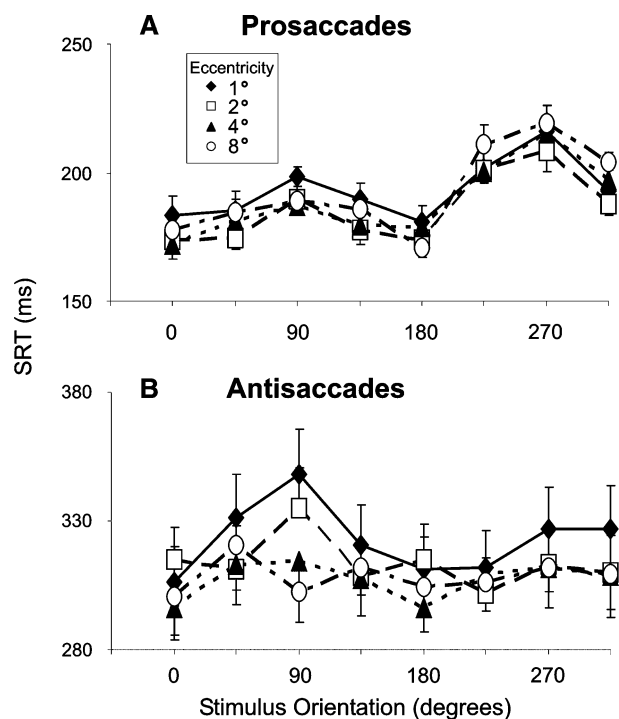 A Prosaccades
250
Eccentricity
1°
2°
4°
8°
200
150
0 90 180 270
SRT (ms)
B Antisaccades
380
330
280
0 90 180 270
Stimulus Orientation (degrees)